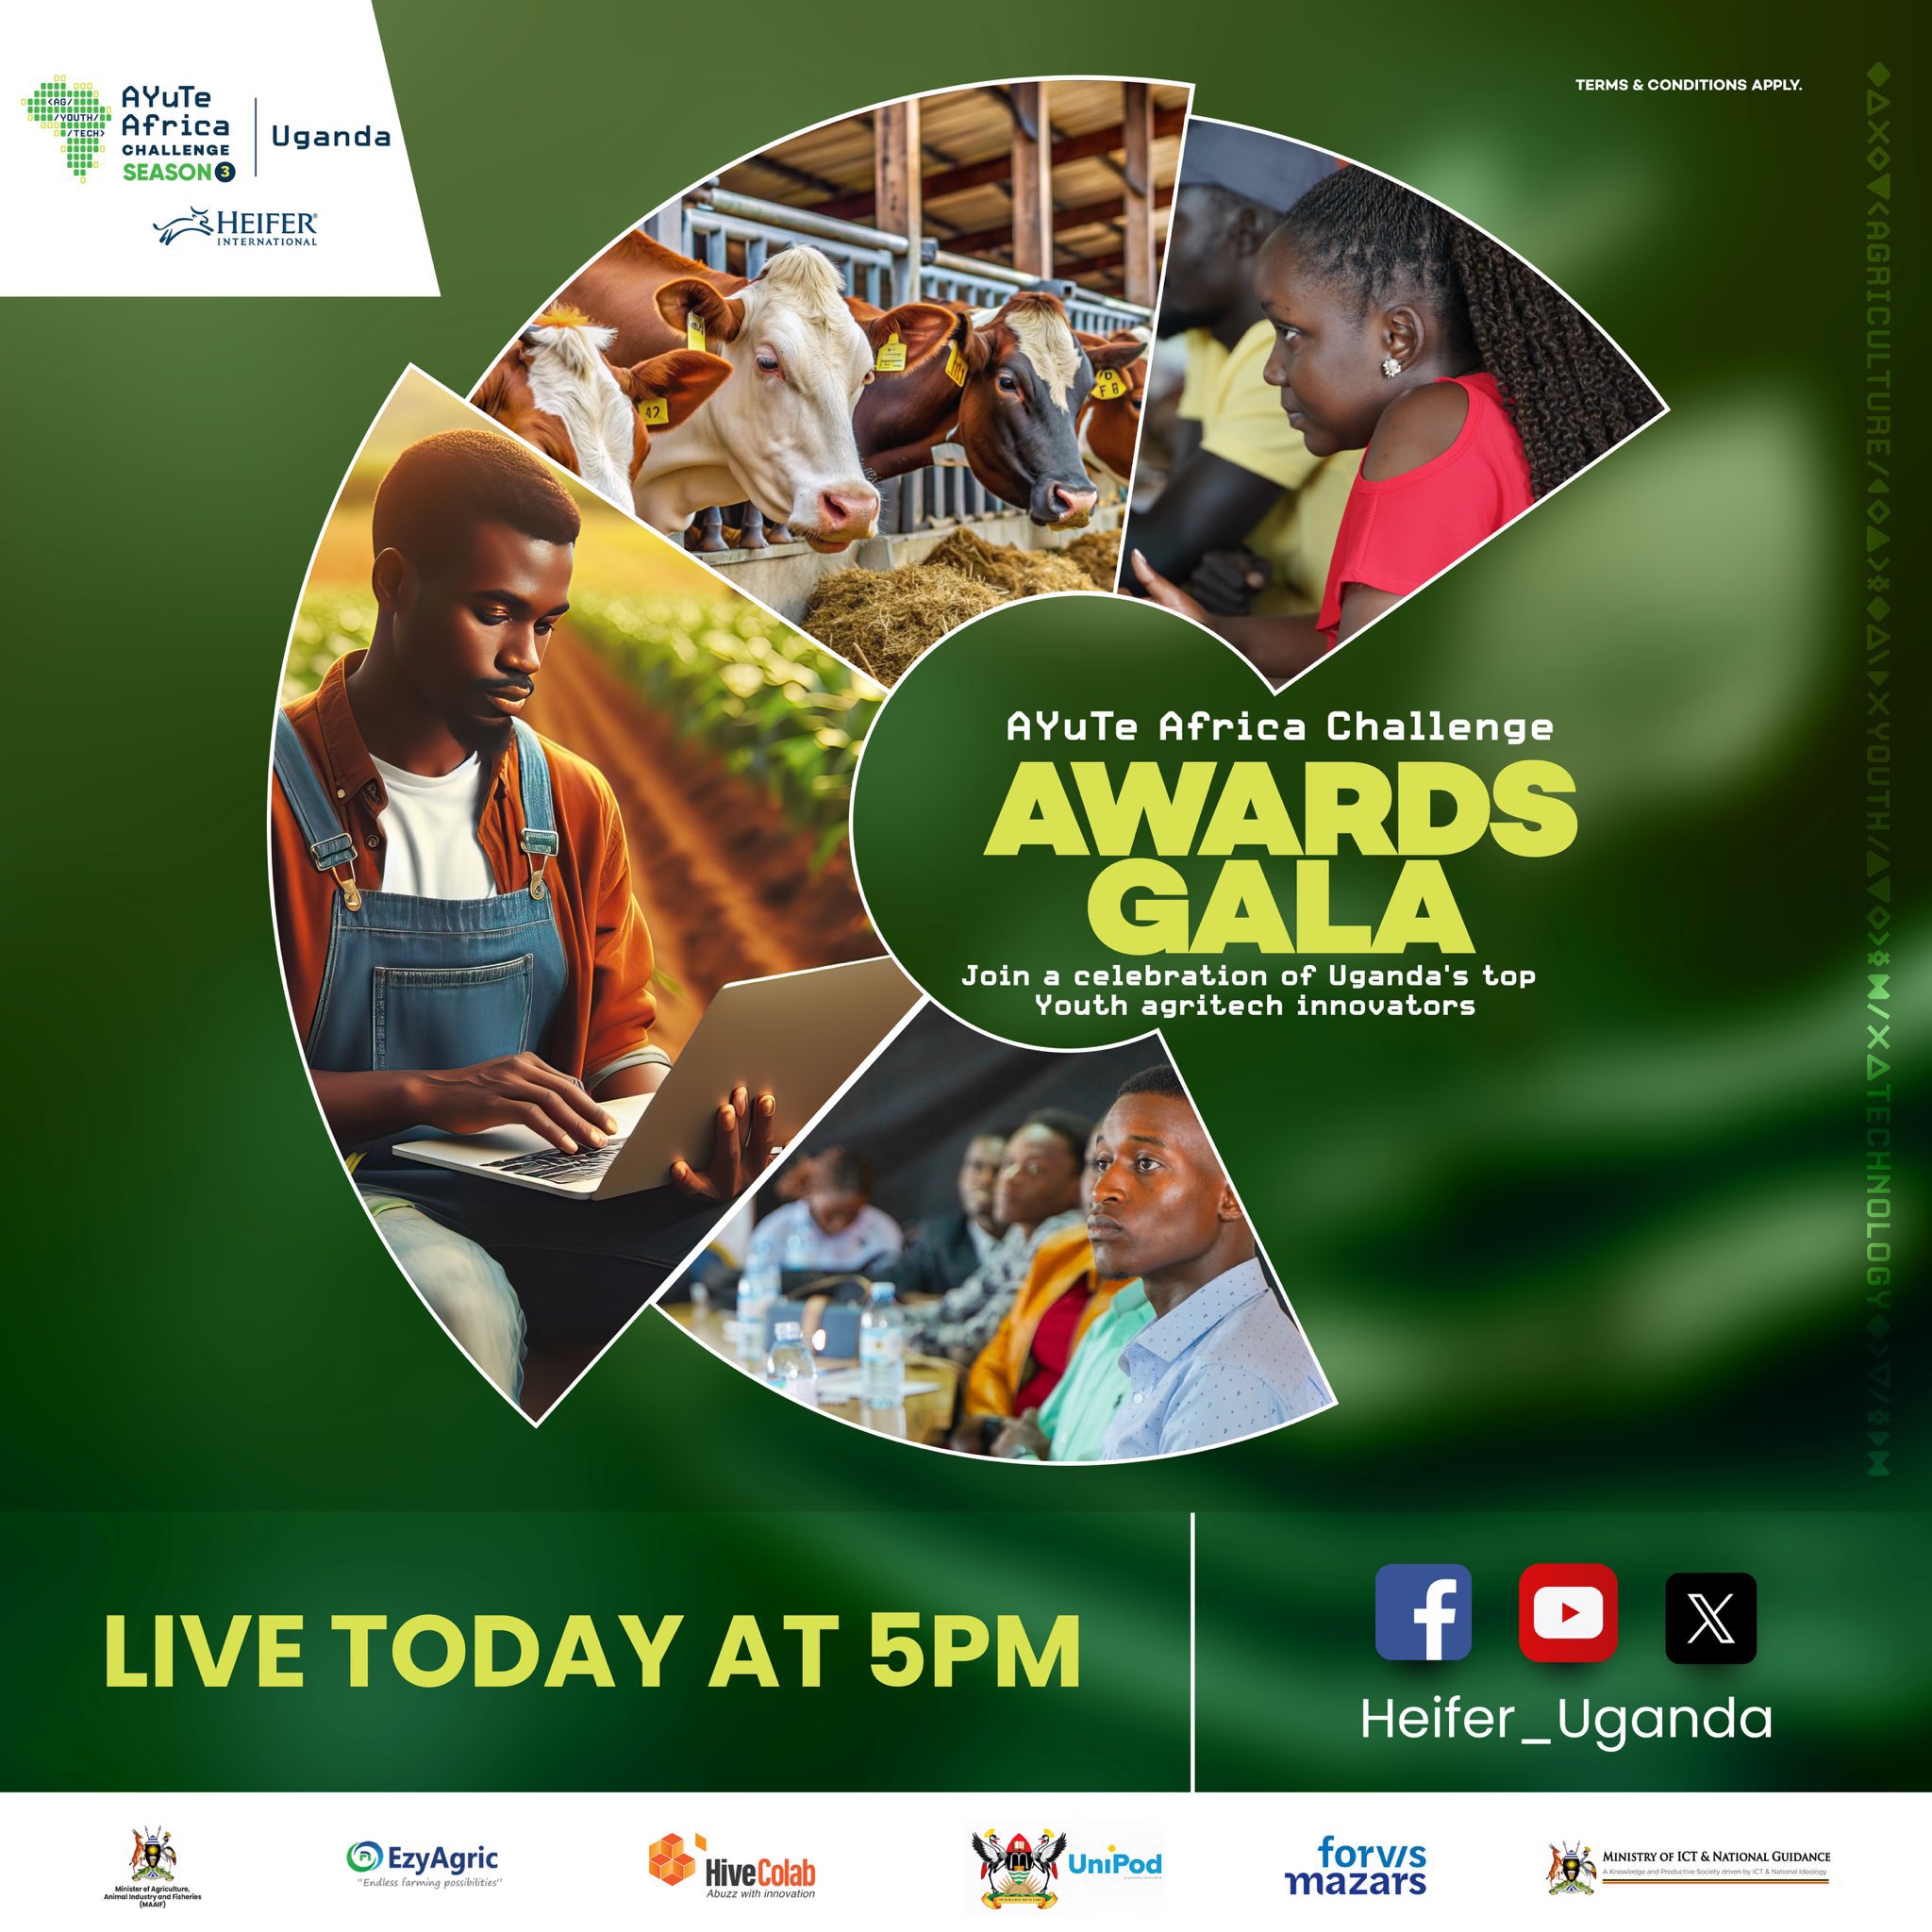 <AG/
/YOUTH/
/TECH>
AYuTe
Africa
CHALLENGE
SEASON 3
Uganda
HEIFER®
INTERNATIONAL
TERMS & CONDITIONS APPLY.
<AGRICULTURE/
YOUTH/
TECHNOLOGY
AYuTe Africa Challenge
AWARDS
GALA
Join a celebration of Uganda's top
Youth agritech innovators
LIVE TODAY AT 5PM
Heifer_Uganda
Minister of Agriculture,
Animal Industry and Fisheries
(MAAIF)
EzyAgric
"Endless farming possibilities"
HiveColab
Abuzz with innovation
UniPod
forvis
mazars
MINISTRY OF ICT & NATIONAL GUIDANCE
A Knowledge and Productive Society driven by ICT & National Ideology